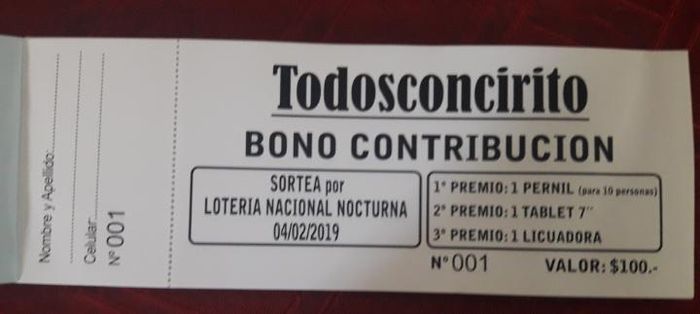 Nombre y Apellido:
Celular:
Nº 001
Todosconcirito
BONO CONTRIBUCION
SORTEA por
LOTERIA NACIONAL NOCTURNA
04/02/2019
1º PREMIO: 1 PERNIL (para 10 personas)
2º PREMIO: 1 TABLET 7"
3º PREMIO: 1 LICUADORA
Nº 001 VALOR: $100.-